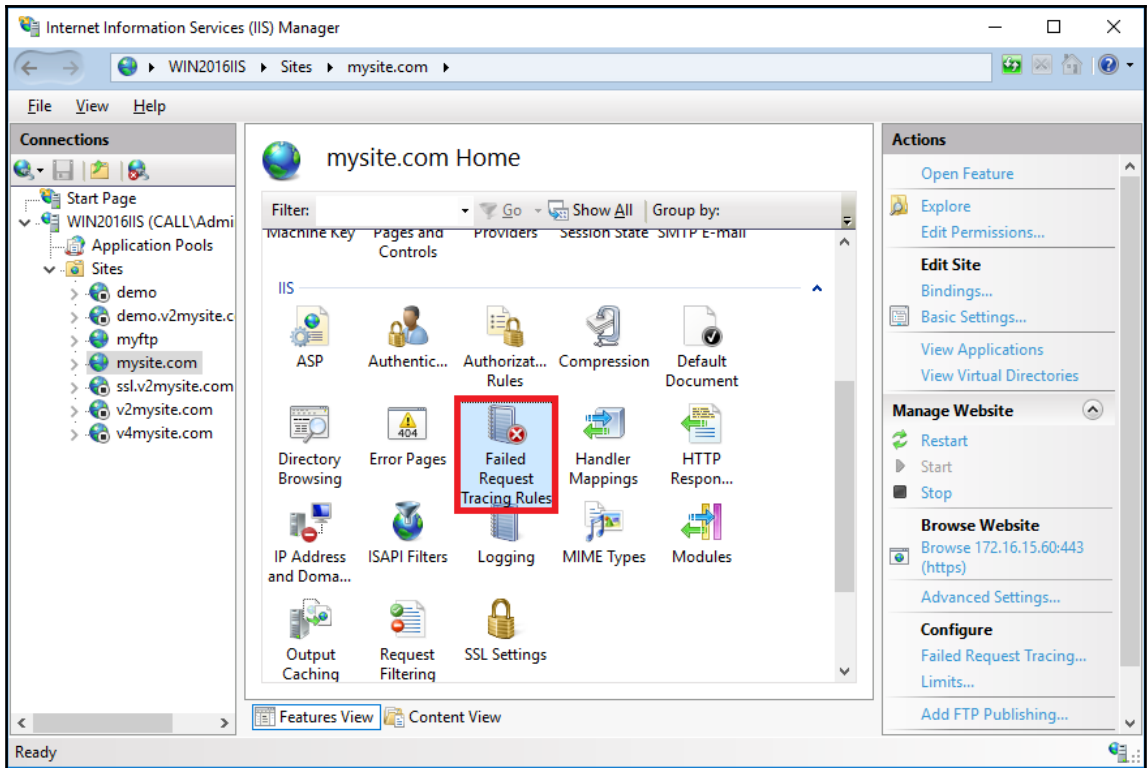 Internet Information Services (IIS) Manager
WIN2016IIS Sites mysite.com
File View Help
Connections
Start Page
WIN2016IIS (CALL\Admi
Application Pools
Sites
demo
demo.v2mysite.c
myftp
mysite.com
ssl.v2mysite.com
v2mysite.com
v4mysite.com
mysite.com Home
Filter: Go Show All Group by:
Machine Key Pages and Providers Session State SMTP E-mail
Controls
IIS
ASP Authentic... Authorizat... Compression Default
Rules Document
404
Directory Error Pages Failed Handler HTTP
Browsing Request Mappings Respon...
Tracing Rules
IP Address ISAPI Filters Logging MIME Types Modules
and Doma...
Output Request SSL Settings
Caching Filtering
Features View Content View
Actions
Open Feature
Explore
Edit Permissions...
Edit Site
Bindings...
Basic Settings...
View Applications
View Virtual Directories
Manage Website
Restart
Start
Stop
Browse Website
Browse 172.16.15.60:443
(https)
Advanced Settings...
Configure
Failed Request Tracing...
Limits...
Add FTP Publishing...
Ready